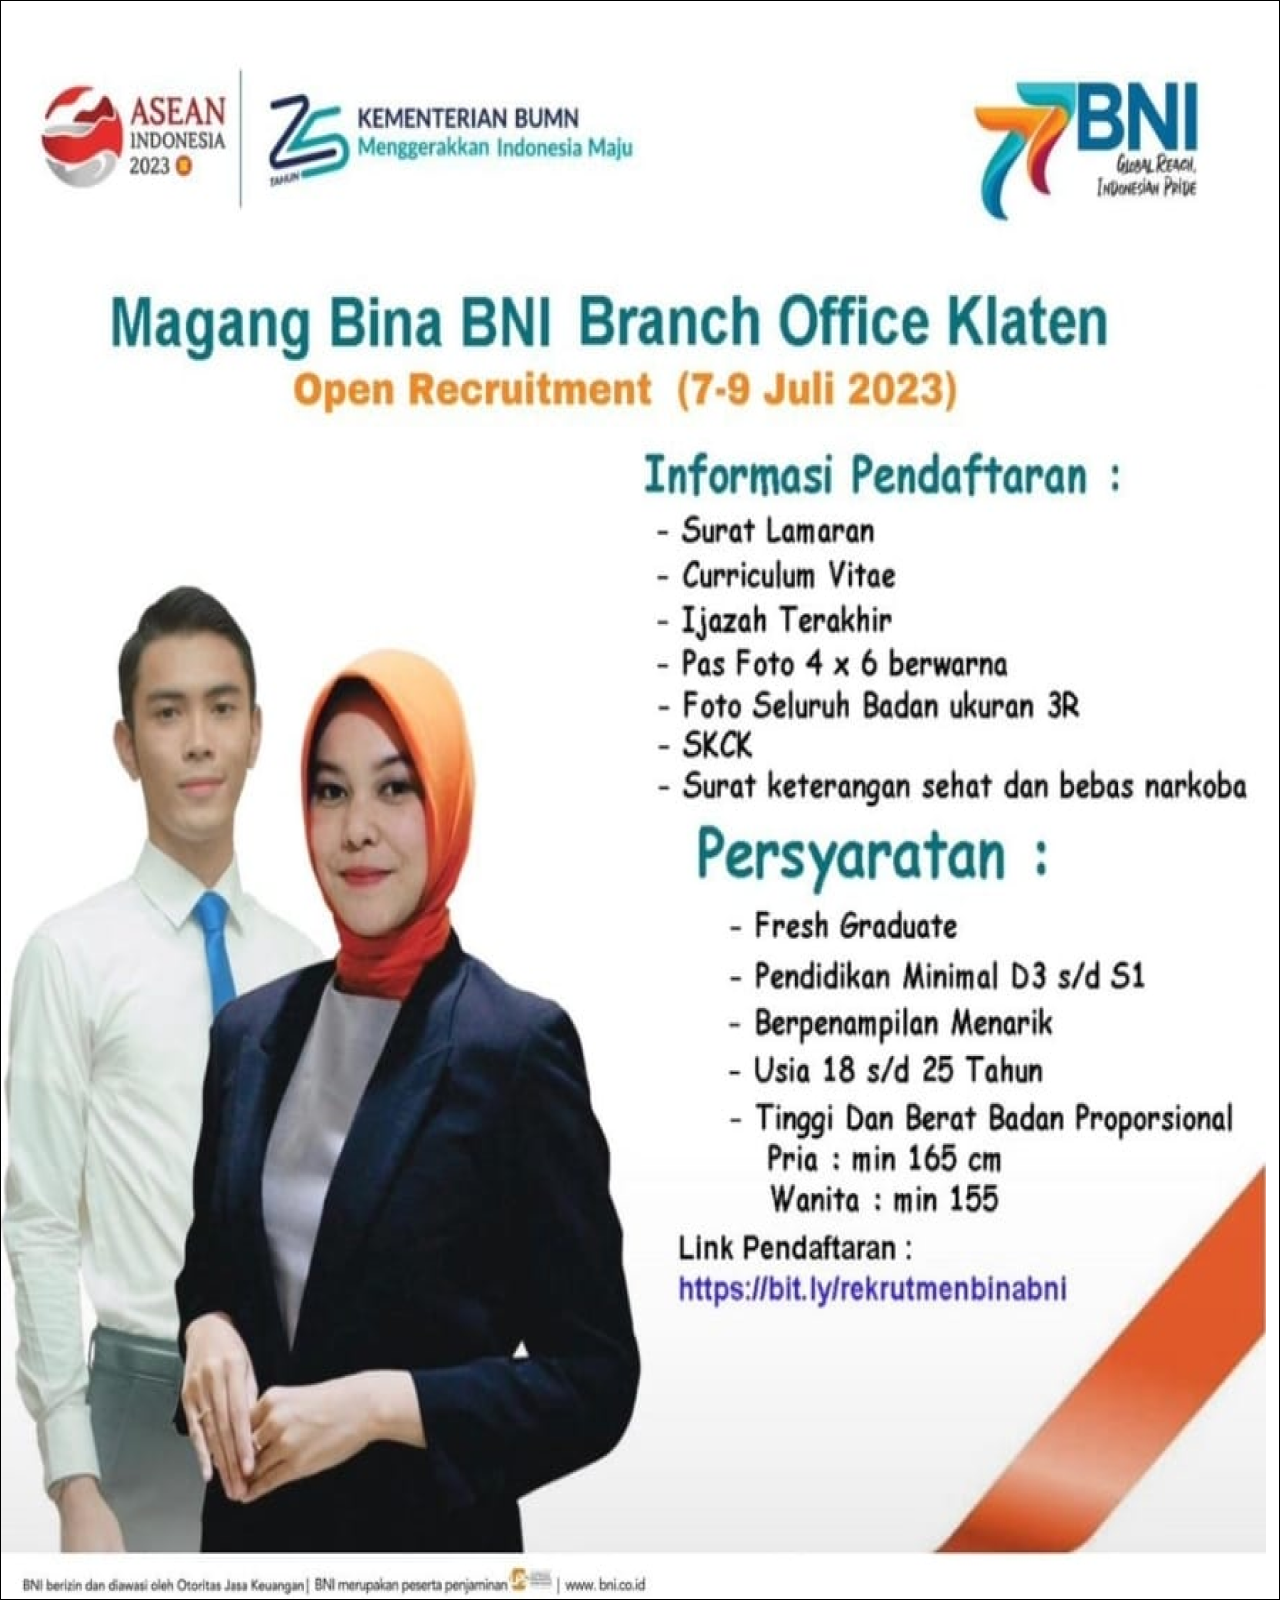 ASEAN
INDONESIA
2023
25
TAHUN
KEMENTERIAN BUMN
Menggerakkan Indonesia Maju
77 BNI
GLOBAL REACH,
INDONESIAN PRIDE
Magang Bina BNI Branch Office Klaten
Open Recruitment (7-9 Juli 2023)
Informasi Pendaftaran :
- Surat Lamaran
- Curriculum Vitae
- Ijazah Terakhir
- Pas Foto 4 x 6 berwarna
- Foto Seluruh Badan ukuran 3R
- SKCK
- Surat keterangan sehat dan bebas narkoba
Persyaratan :
- Fresh Graduate
- Pendidikan Minimal D3 s/d S1
- Berpenampilan Menarik
- Usia 18 s/d 25 Tahun
- Tinggi Dan Berat Badan Proporsional
Pria : min 165 cm
Wanita : min 155
Link Pendaftaran :
https://bit.ly/rekrutmenbinabni
BNI berizin dan diawasi oleh Otoritas Jasa Keuangan | BNI merupakan peserta penjaminan | www.bni.co.id